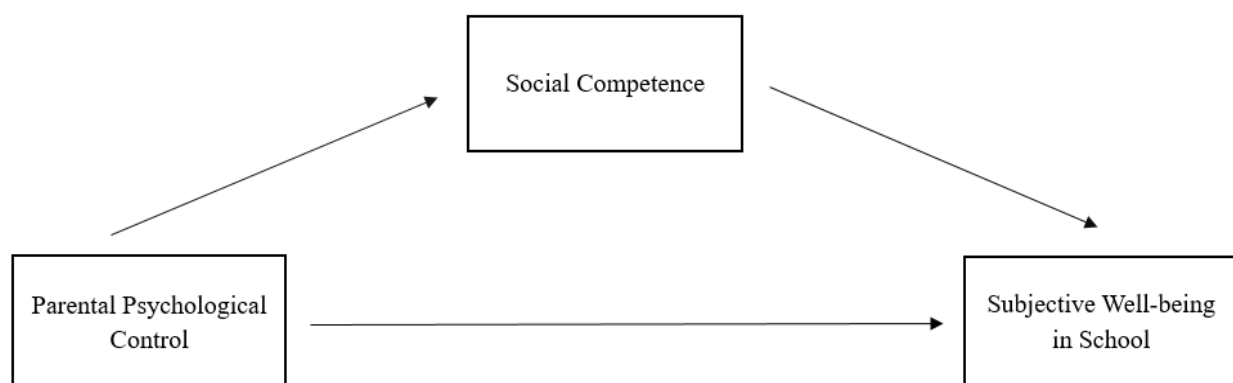 Social Competence
Parental Psychological
Control
Subjective Well-being
in School